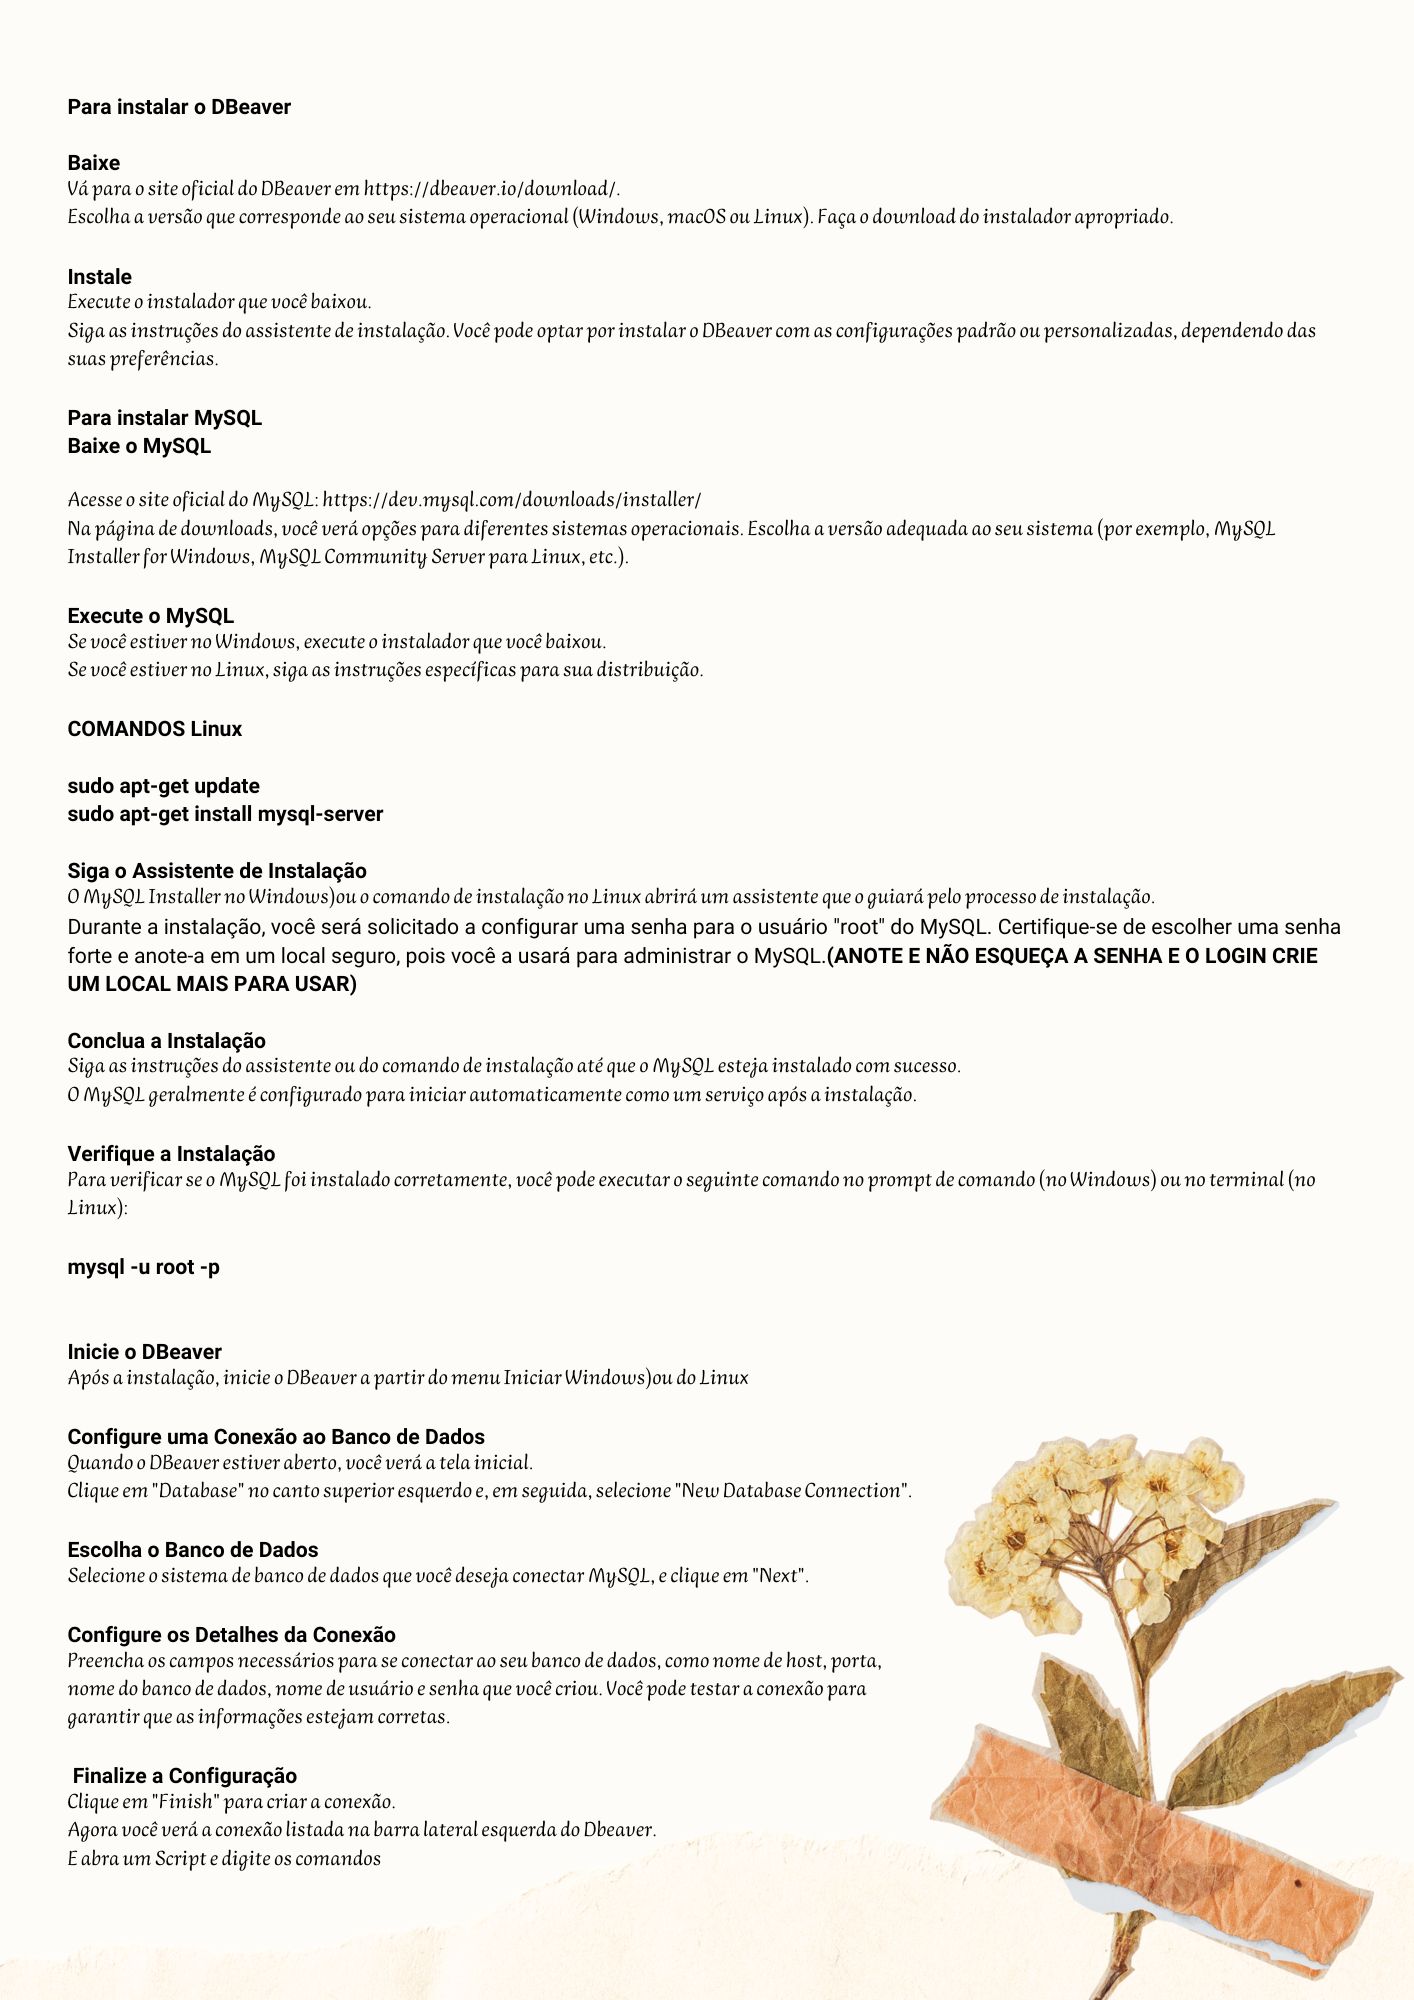 Para instalar o DBeaver
Baixe
Vá para o site oficial do DBeaver em https://dbeaver.io/download/.
Escolha a versão que corresponde ao seu sistema operacional (Windows, macOS ou Linux). Faça o download do instalador apropriado.
Instale
Execute o instalador que você baixou.
Siga as instruções do assistente de instalação. Você pode optar por instalar o DBeaver com as configurações padrão ou personalizadas, dependendo das
suas preferências.
Para instalar MySQL
Baixe o MySQL
Acesse o site oficial do MySQL: https://dev.mysql.com/downloads/installer/
Na página de downloads, você verá opções para diferentes sistemas operacionais. Escolha a versão adequada ao seu sistema (por exemplo, MySQL
Installer for Windows, MySQL Community Server para Linux, etc.).
Execute o MySQL
Se você estiver no Windows, execute o instalador que você baixou.
Se você estiver no Linux, siga as instruções específicas para sua distribuição.
COMANDOS Linux
sudo apt-get update
sudo apt-get install mysql-server
Siga o Assistente de Instalação
O MySQL Installer no Windows)ou o comando de instalação no Linux abrirá um assistente que o guiará pelo processo de instalação.
Durante a instalação, você será solicitado a configurar uma senha para o usuário "root" do MySQL. Certifique-se de escolher uma senha
forte e anote-a em um local seguro, pois você a usará para administrar o MySQL.(ANOTE E NÃO ESQUEÇA A SENHA E O LOGIN CRIE
UM LOCAL MAIS PARA USAR)
Conclua a Instalação
Siga as instruções do assistente ou do comando de instalação até que o MySQL esteja instalado com sucesso.
O MySQL geralmente é configurado para iniciar automaticamente como um serviço após a instalação.
Verifique a Instalação
Para verificar se o MySQL foi instalado corretamente, você pode executar o seguinte comando no prompt de comando (no Windows) ou no terminal (no
Linux):
mysql -u root -p
Inicie o DBeaver
Após a instalação, inicie o DBeaver a partir do menu Iniciar Windows)ou do Linux
Configure uma Conexão ao Banco de Dados
Quando o DBeaver estiver aberto, você verá a tela inicial.
Clique em "Database" no canto superior esquerdo e, em seguida, selecione "New Database Connection".
Escolha o Banco de Dados
Selecione o sistema de banco de dados que você deseja conectar MySQL, e clique em "Next".
Configure os Detalhes da Conexão
Preencha os campos necessários para se conectar ao seu banco de dados, como nome de host, porta,
nome do banco de dados, nome de usuário e senha que você criou. Você pode testar a conexão para
garantir que as informações estejam corretas.
Finalize a Configuração
Clique em "Finish" para criar a conexão.
Agora você verá a conexão listada na barra lateral esquerda do Dbeaver.
E abra um Script e digite os comandos